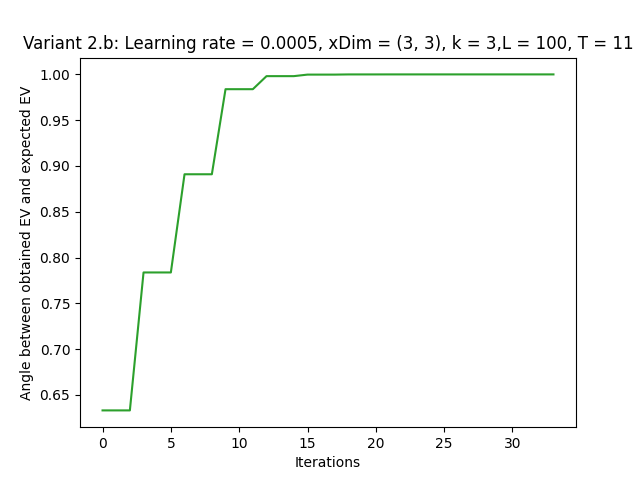 Variant 2.b: Learning rate = 0.0005, xDim = (3, 3), k = 3,L = 100, T = 11
1.00
0.95
0.90
0.85
0.80
0.75
0.70
0.65
Angle between obtained EV and expected EV
0 5 10 15 20 25 30
Iterations